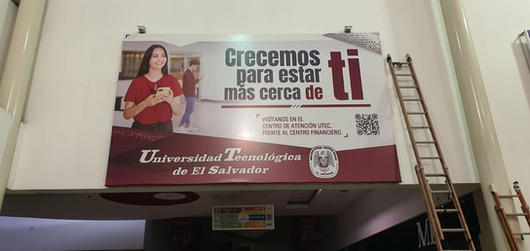 Crecemos
para estar
más cerca de ti
VISÍTANOS EN EL
CENTRO DE ATENCIÓN UTEC,
FRENTE AL CENTRO FINANCIERO.
Universidad Tecnológica
de El Salvador